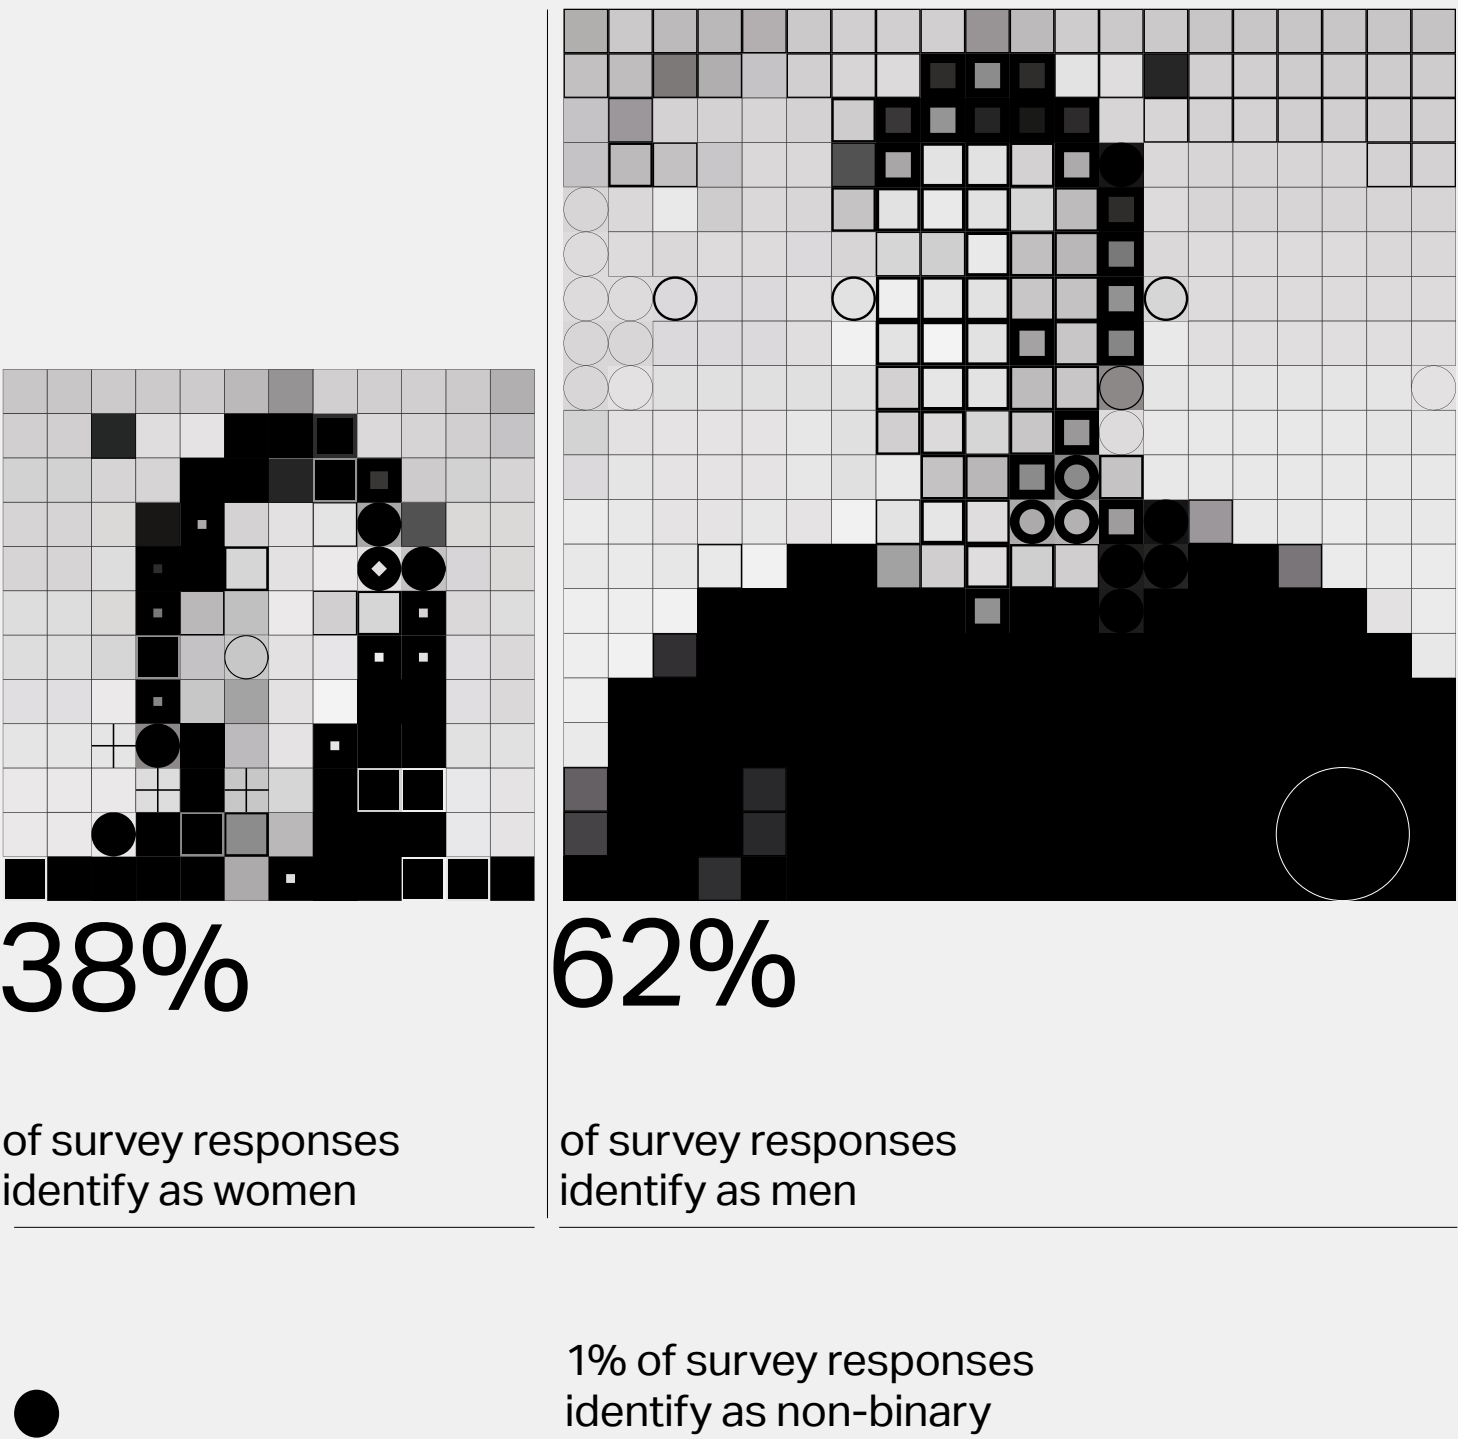 38%
of survey responses
identify as women
62%
of survey responses
identify as men
1% of survey responses
identify as non-binary